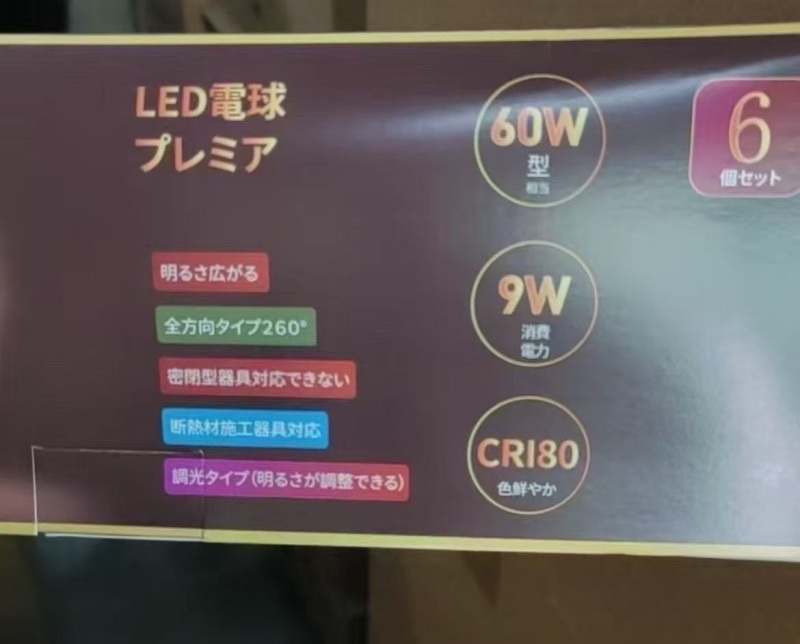 LED電球
プレミア
明るさ広がる
全方向タイプ260°
密閉型器具対応できない
断熱材施工器具対応
調光タイプ(明るさが調整できる)
60W
型
相当
9W
消費
電力
CRI80
色鮮やか
6
個セット